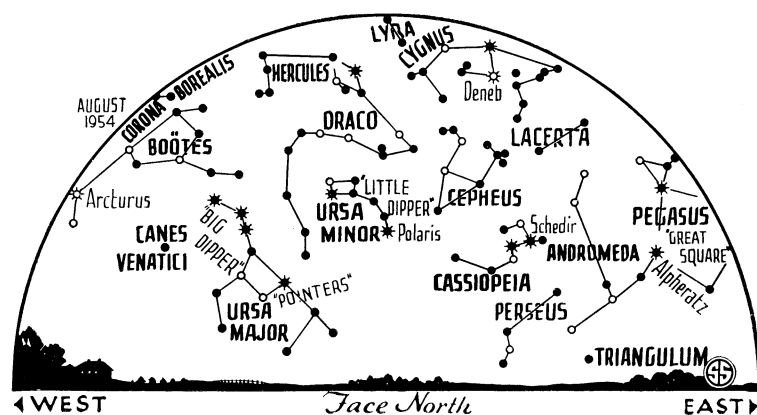 LYRA
CYGNUS
HERCULES
BOREALIS
CORONA
AUGUST
1954
Deneb
DRACO
LACERTA
BOÖTES
Arcturus
"LITTLE
DIPPER"
CEPHEUS
URSA
MINOR
Polaris
PEGASUS
"GREAT
SQUARE"
Schedir
CANES
VENATICI
"BIG
DIPPER"
ANDROMEDA
Alpheratz
CASSIOPEIA
"POINTERS"
URSA
MAJOR
PERSEUS
TRIANGULUM
WEST
Face North
EAST